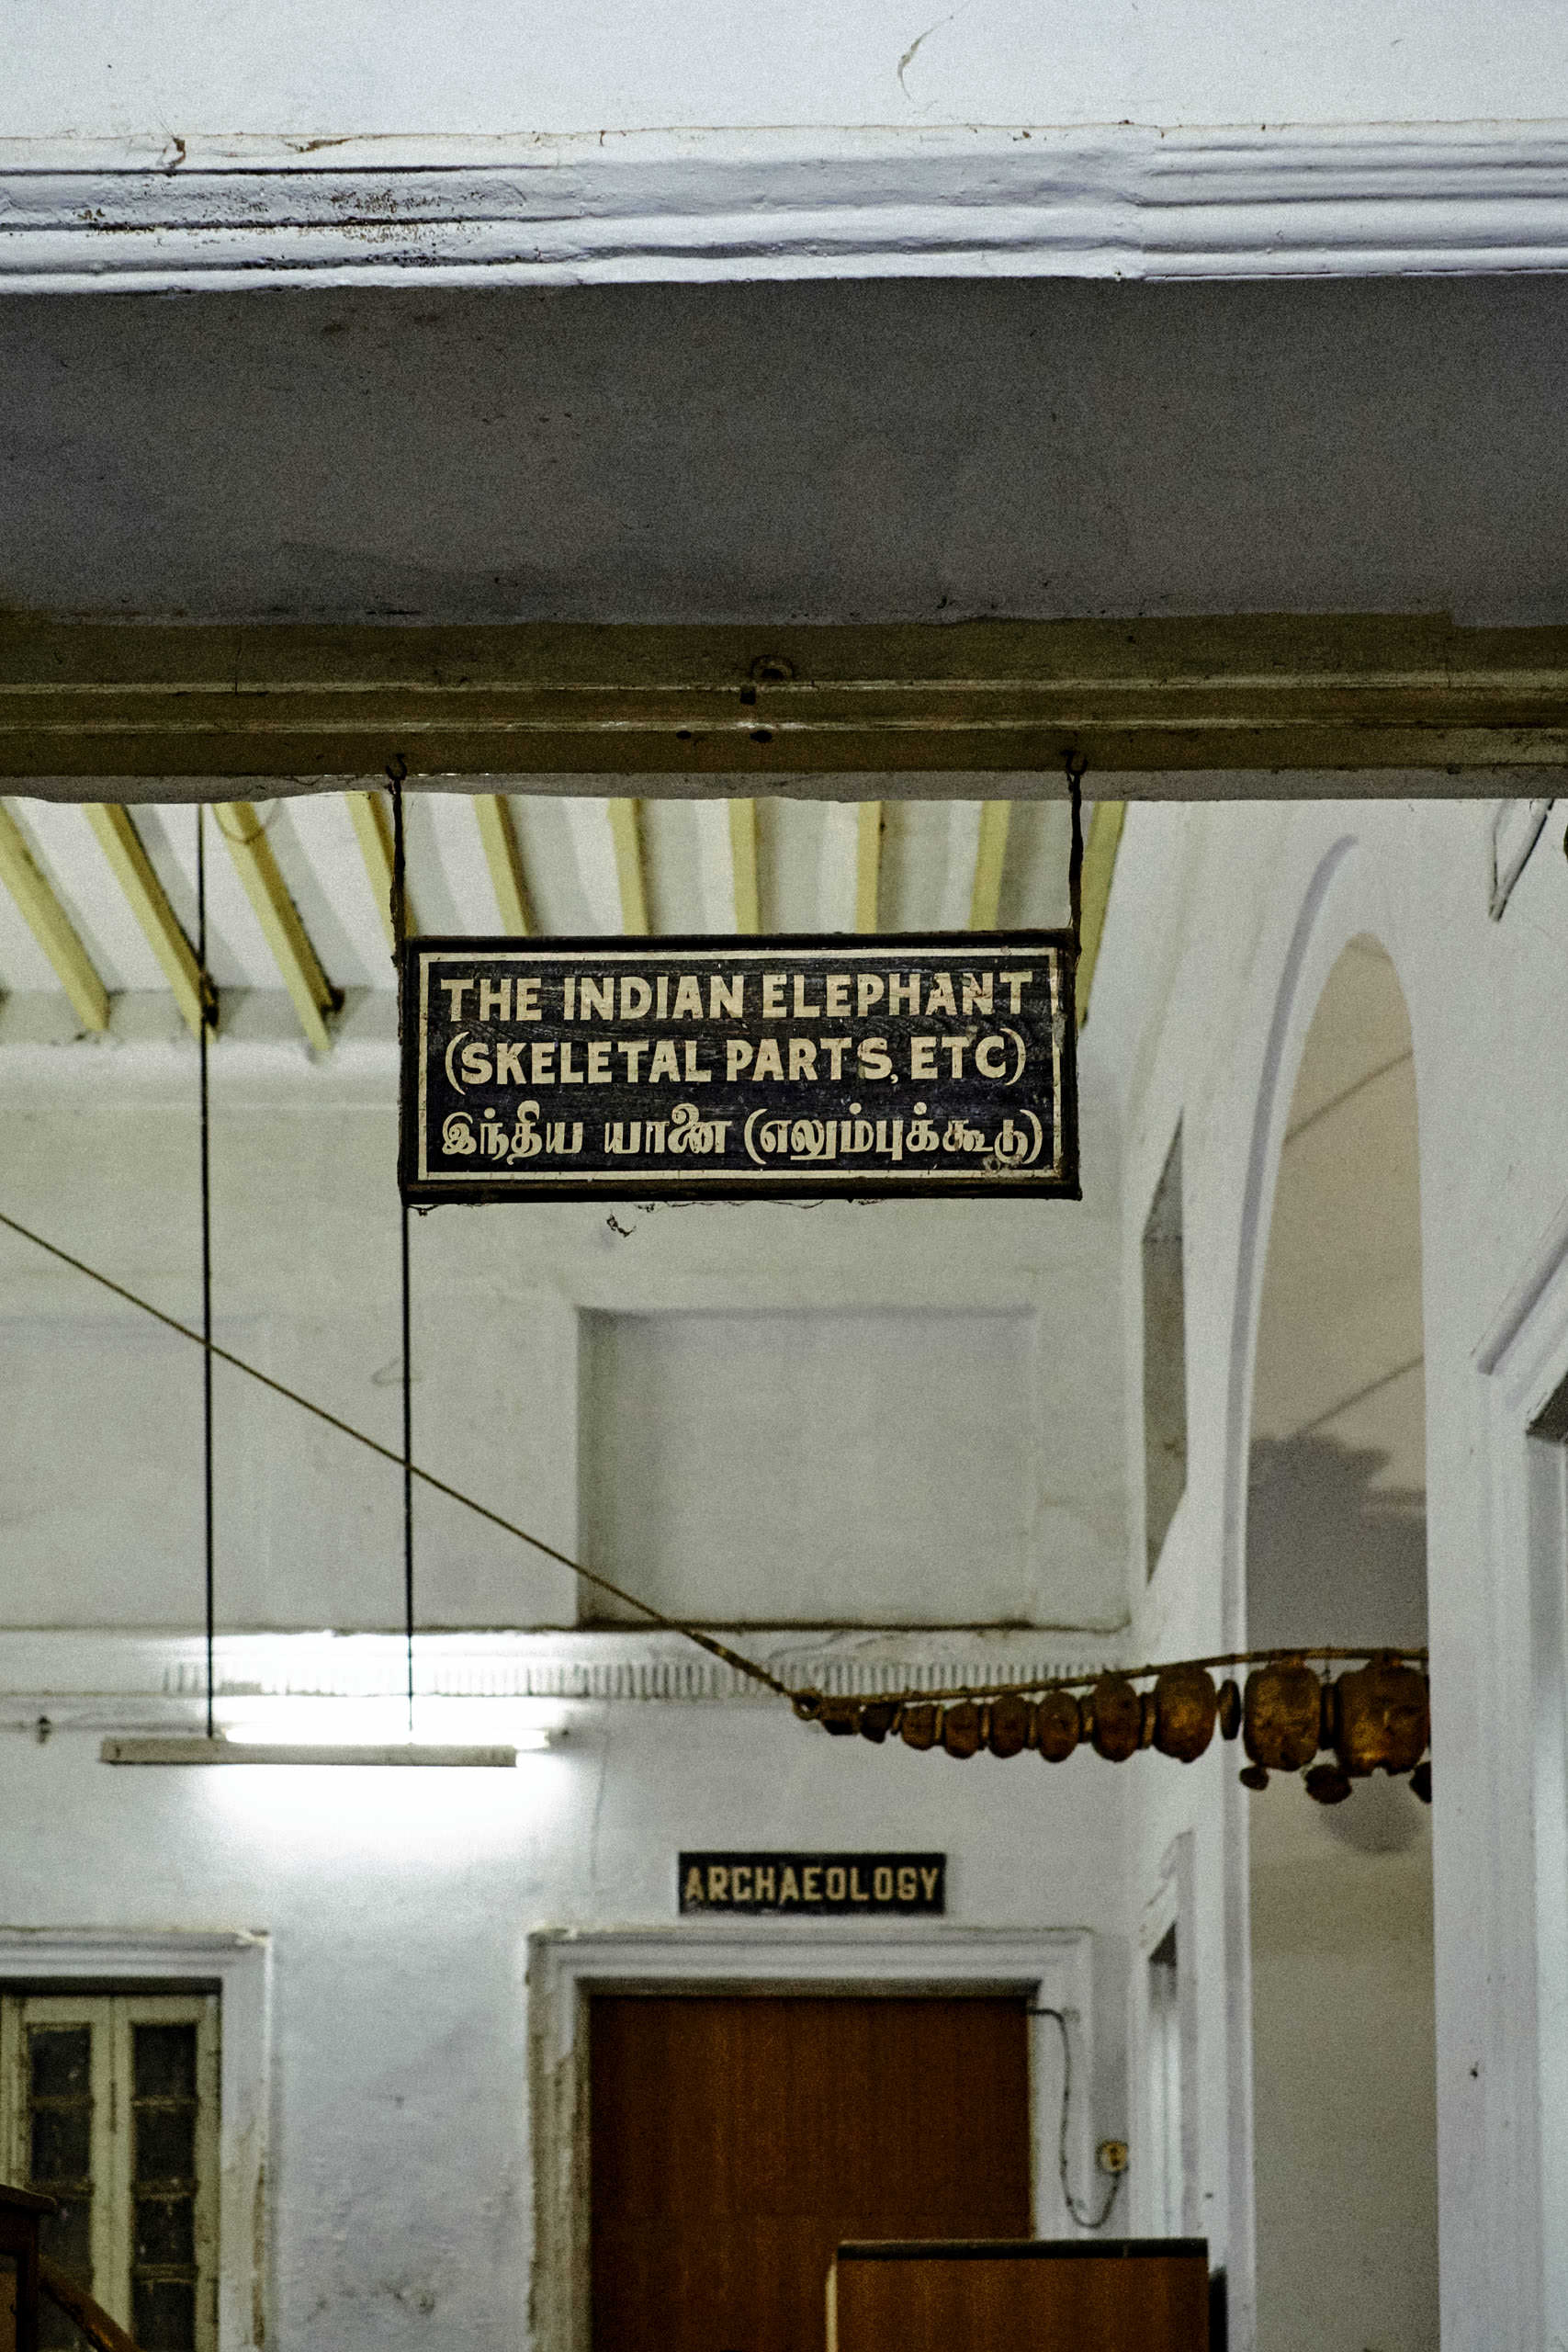 THE INDIAN ELEPHANT
(SKELETAL PARTS, ETC)
இந்திய யானை (எலும்புக்கூடு)
ARCHAEOLOGY